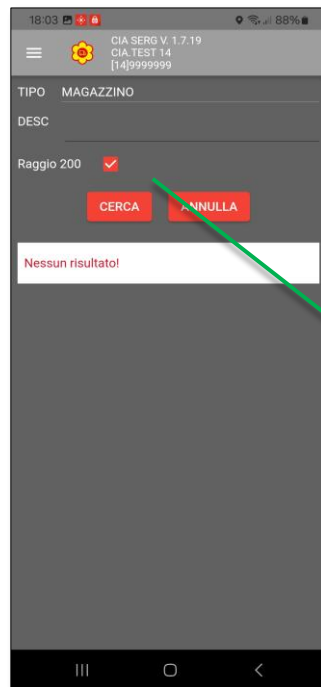 18:03 88%
CIA SERG V. 1.7.19
CIA.TEST 14
[14]9999999
TIPO MAGAZZINO
DESC
Raggio 200
CERCA ANNULLA
Nessun risultato!